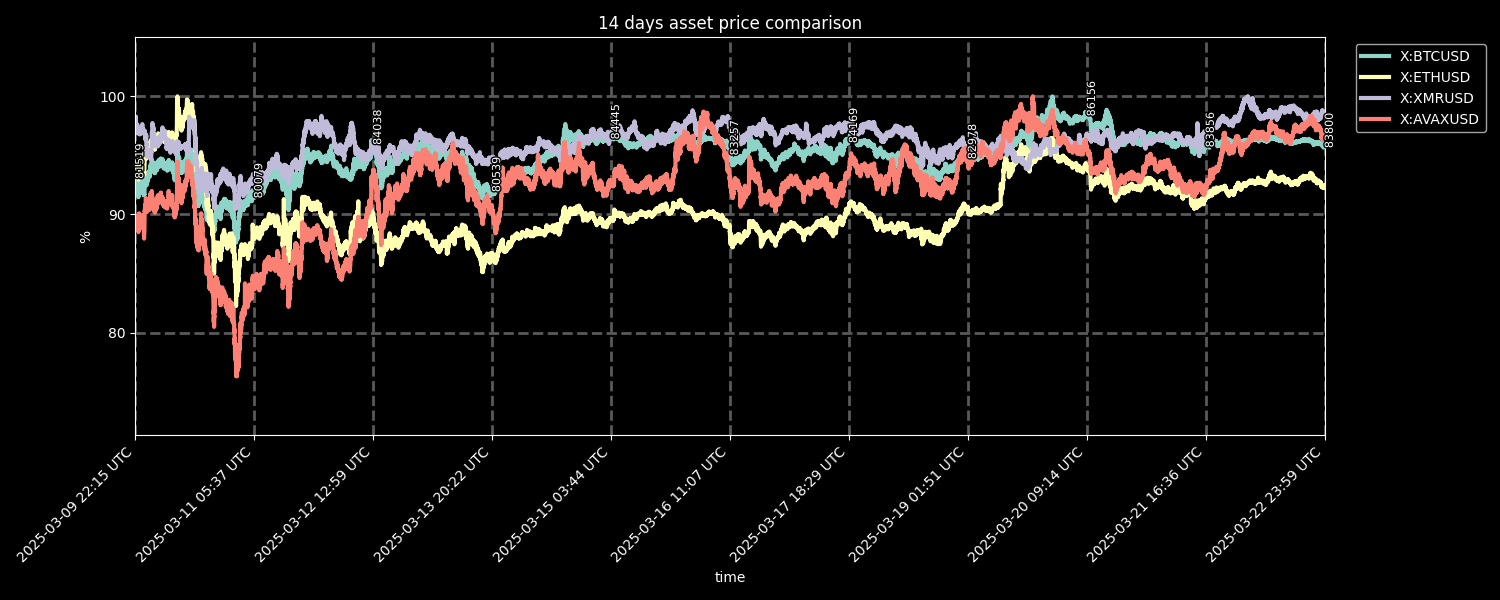 14 days asset price comparison
X:BTCUSD
X:ETHUSD
X:XMRUSD
X:AVAXUSD
100
90
80
%
81519
80079
84038
80539
84445
83257
84169
82978
86156
83856
83800
2025-03-09 22:15 UTC
2025-03-11 05:37 UTC
2025-03-12 12:59 UTC
2025-03-13 20:22 UTC
2025-03-15 03:44 UTC
2025-03-16 11:07 UTC
2025-03-17 18:29 UTC
2025-03-19 01:51 UTC
2025-03-20 09:14 UTC
2025-03-21 16:36 UTC
2025-03-22 23:59 UTC
time